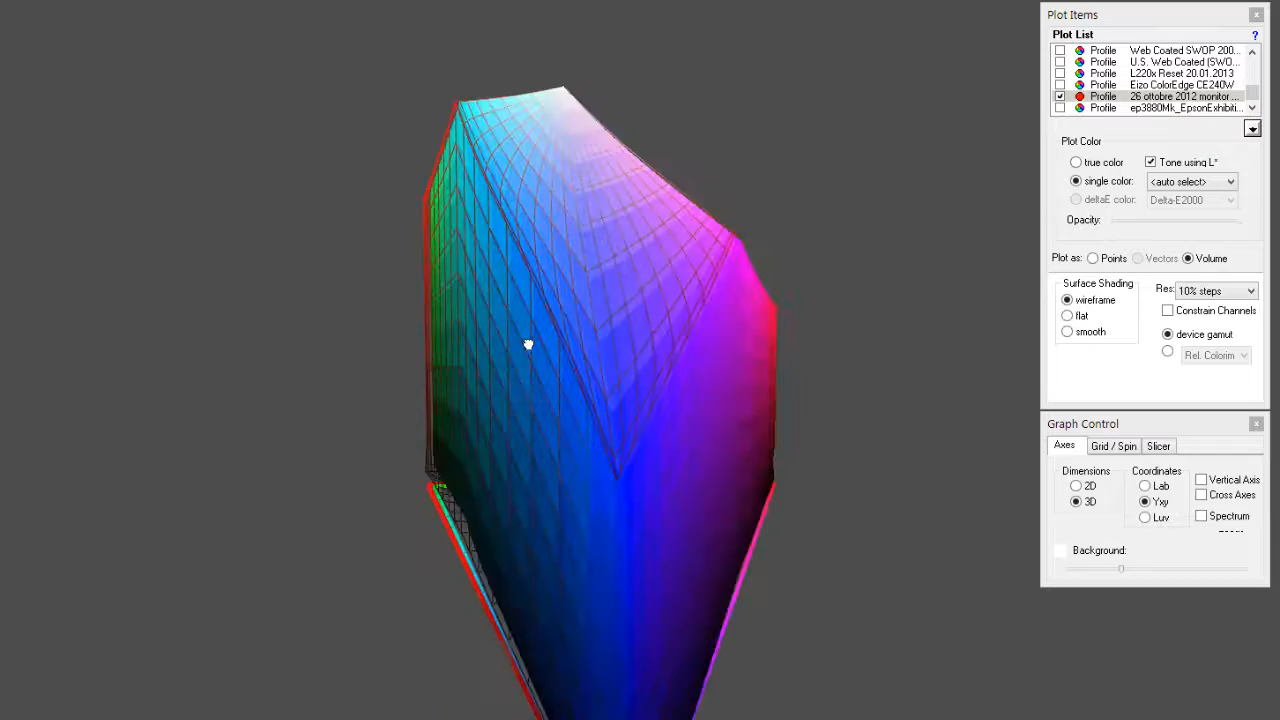 Plot Items
Plot List ?
Profile Web Coated SWOP 200...
Profile U.S. Web Coated (SWO...
Profile L220x Reset 20.01.2013
Profile Eizo ColorEdge CE240W
Profile 26 ottobre 2012 monitor ...
Profile ep3880Mk_EpsonExhibiti...
Plot Color
true color Tone using L*
single color: <auto select>
deltaE color: Delta-E2000
Opacity:
Plot as: Points Vectors Volume
Surface Shading Res: 10% steps
wireframe Constrain Channels
flat device gamut
smooth Rel. Colorim
Graph Control
Axes Grid / Spin Slicer
Dimensions Coordinates
2D Lab Vertical Axis
3D Yxy Cross Axes
Luv Spectrum
Background: